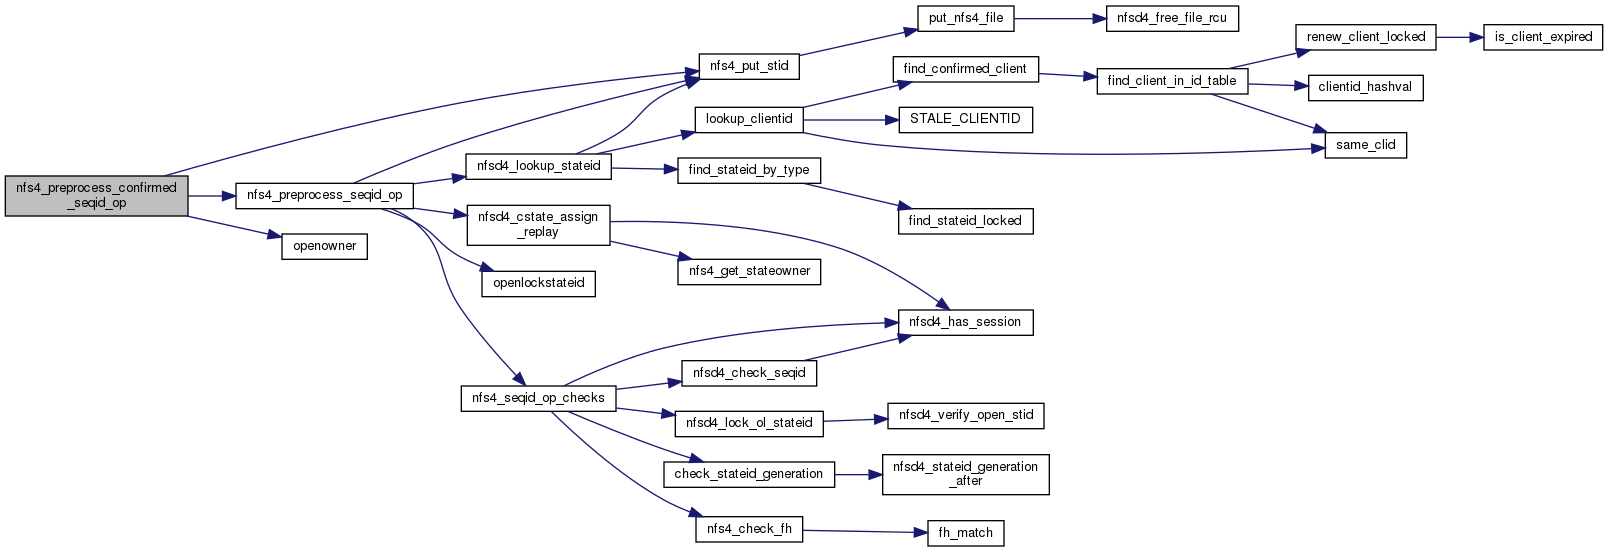 nfs4_preprocess_confirmed
_seqid_op
nfs4_put_stid
nfs4_preprocess_seqid_op
openowner
put_nfs4_file
nfsd4_free_file_rcu
nfsd4_lookup_stateid
nfsd4_cstate_assign
_replay
openlockstateid
nfs4_seqid_op_checks
lookup_clientid
find_stateid_by_type
find_confirmed_client
STALE_CLIENTID
same_clid
find_client_in_id_table
renew_client_locked
clientid_hashval
is_client_expired
find_stateid_locked
nfs4_get_stateowner
nfsd4_has_session
nfsd4_check_seqid
nfsd4_lock_ol_stateid
check_stateid_generation
nfs4_check_fh
nfsd4_verify_open_stid
nfsd4_stateid_generation
_after
fh_match